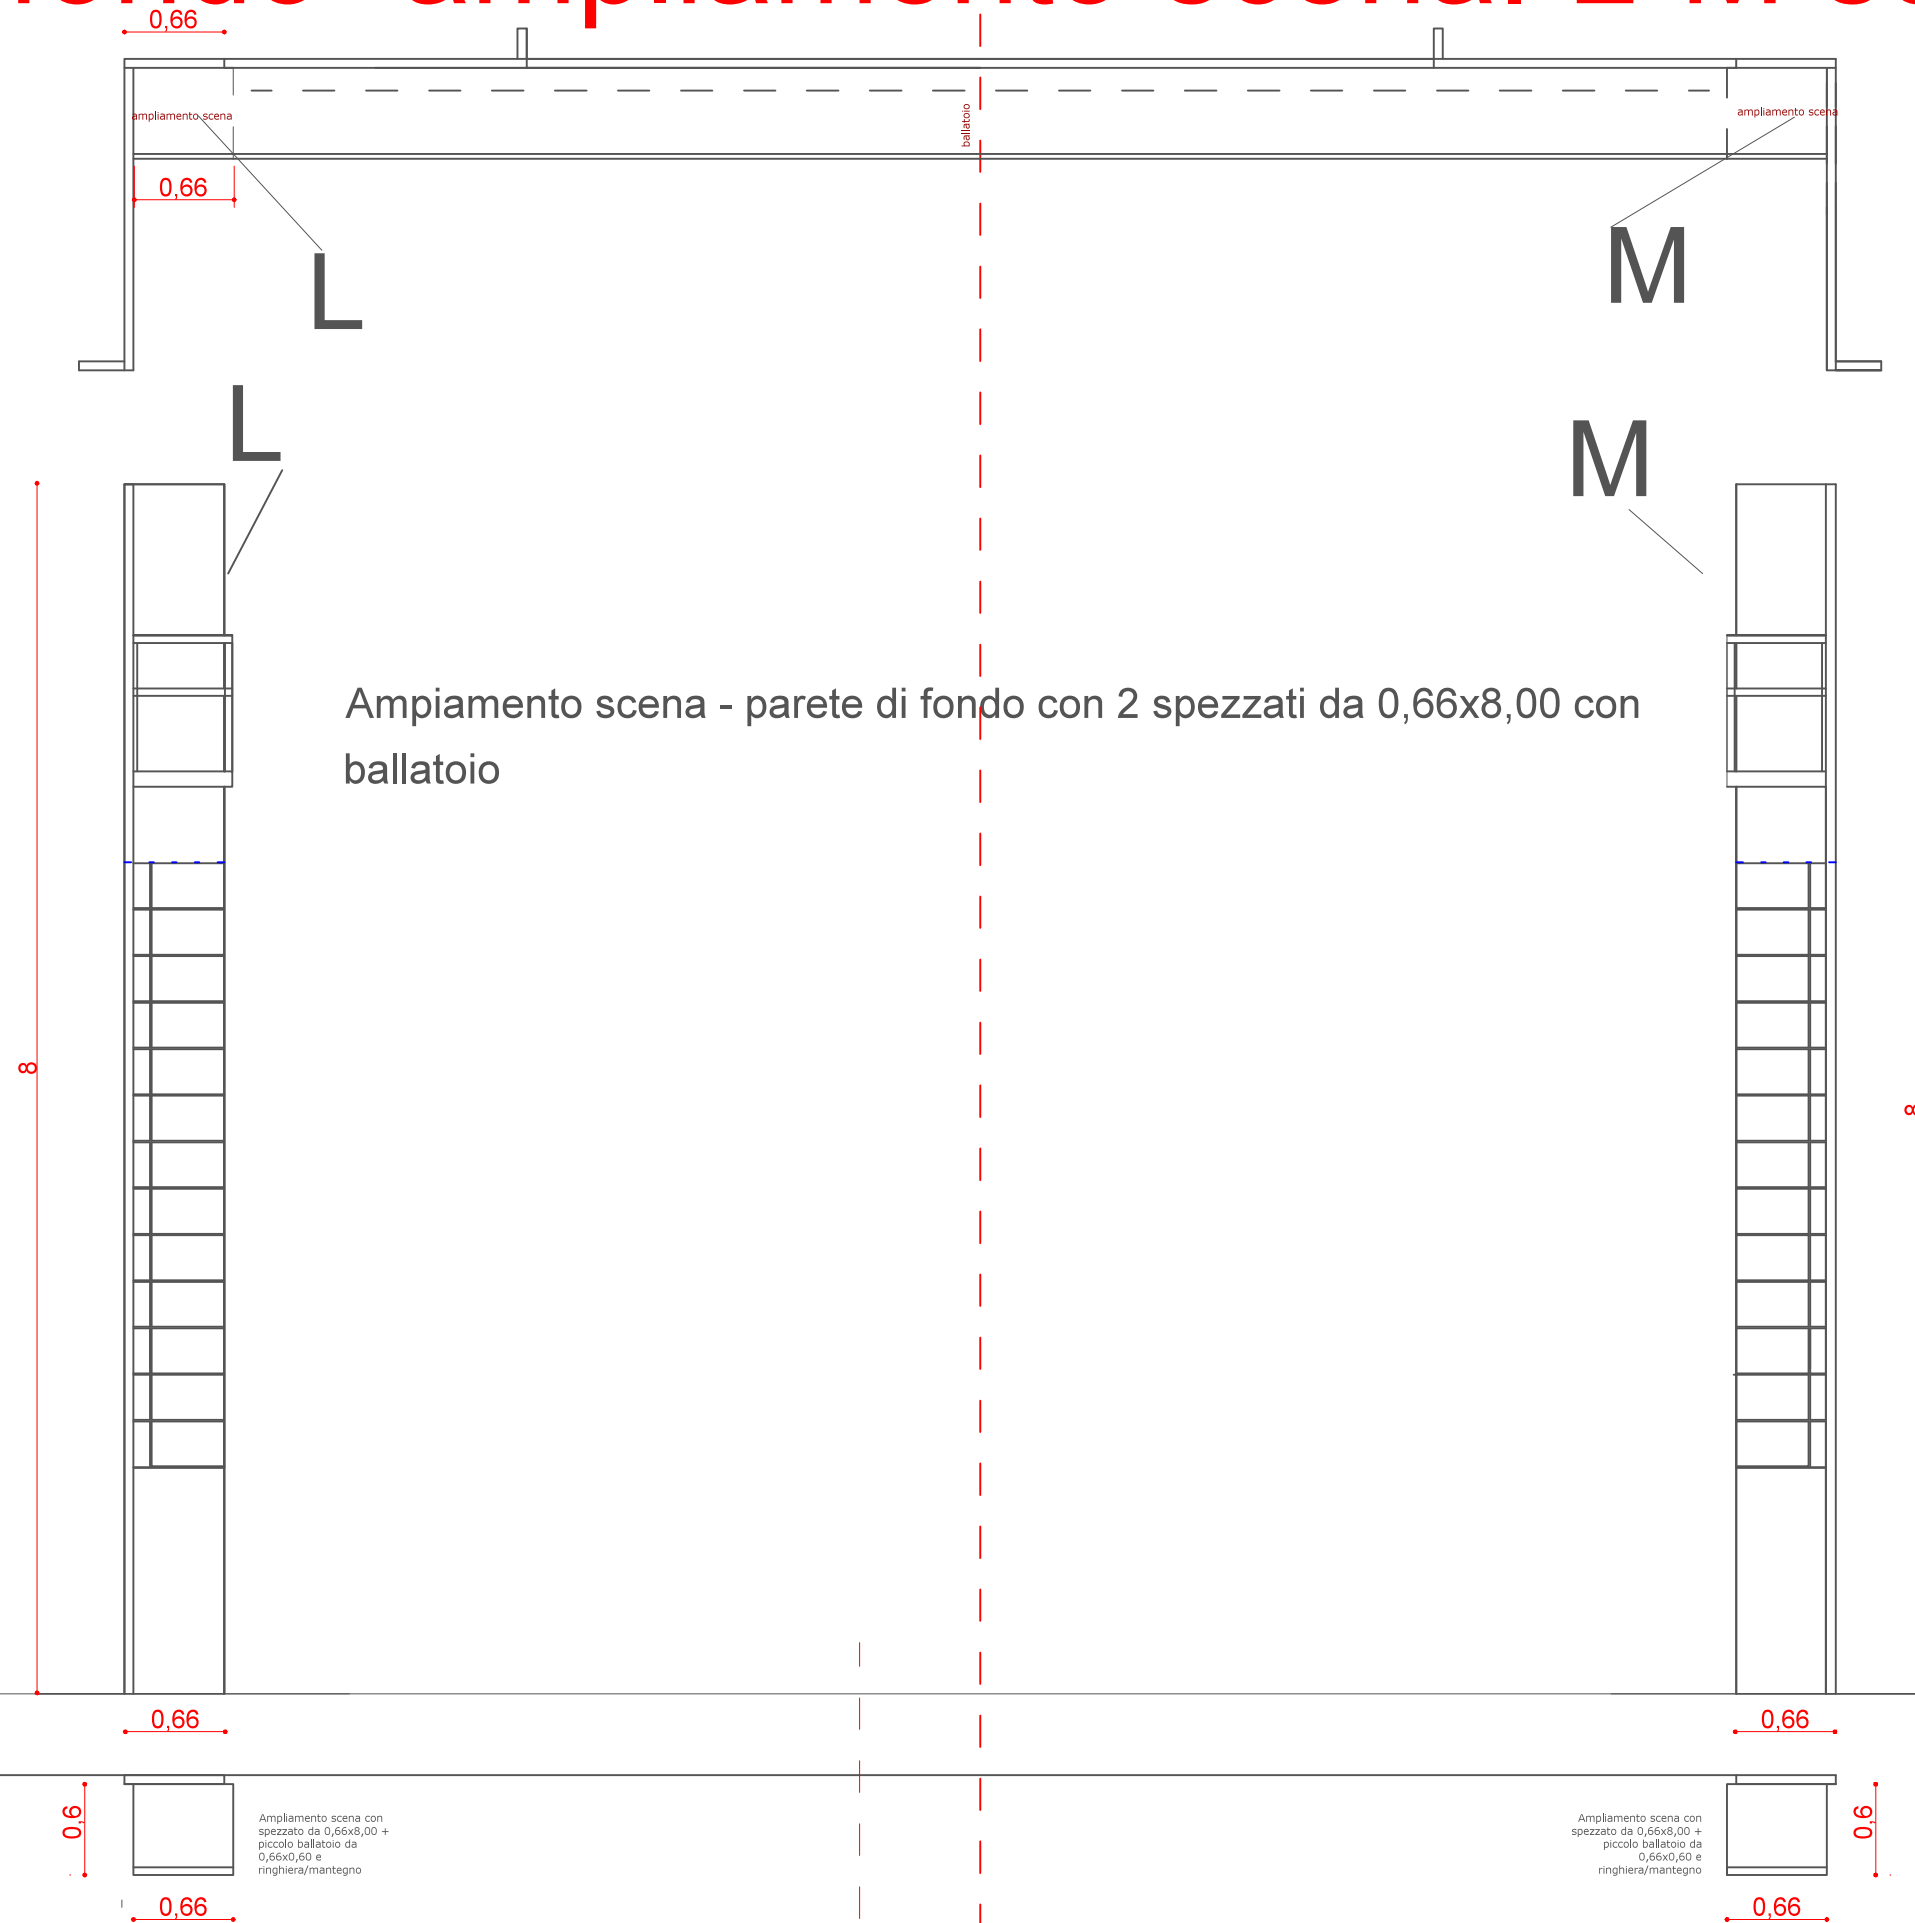 0,66
ampliamento scena
ballatoio
ampliamento scena
0,66
L
M
L
M
Ampiamento scena - parete di fondo con 2 spezzati da 0,66x8,00 con
ballatoio
8
0,66
0,66
0,6
Ampliamento scena con
spezzato da 0,66x8,00 +
piccolo ballatoio da
0,66x0,60 e
ringhiera/mantegno
Ampliamento scena con
spezzato da 0,66x8,00 +
piccolo ballatoio da
0,66x0,60 e
ringhiera/mantegno
0,6
0,66
0,66